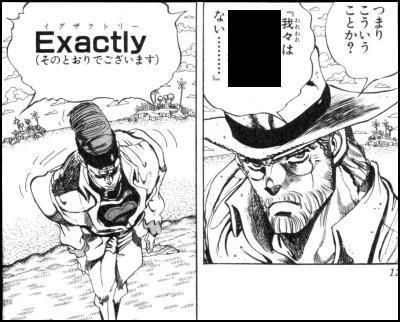 つまり
こういう
ことか？
『我々は
われわれ
ない………』
イグザクトリー
Exactly
(そのとおりでございます)
12